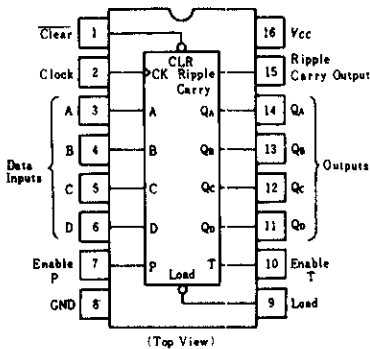 Clear 1 16 Vcc
CLR
Clock 2 CK Ripple Carry 15 Ripple Carry Output
A 3 A QA 14 QA
B 4 B QB 13 QB
Data Inputs Outputs
C 5 C QC 12 QC
D 6 D QD 11 QD
Enable P 7 P T 10 Enable T
Load
GND 8 9 Load
(Top View)